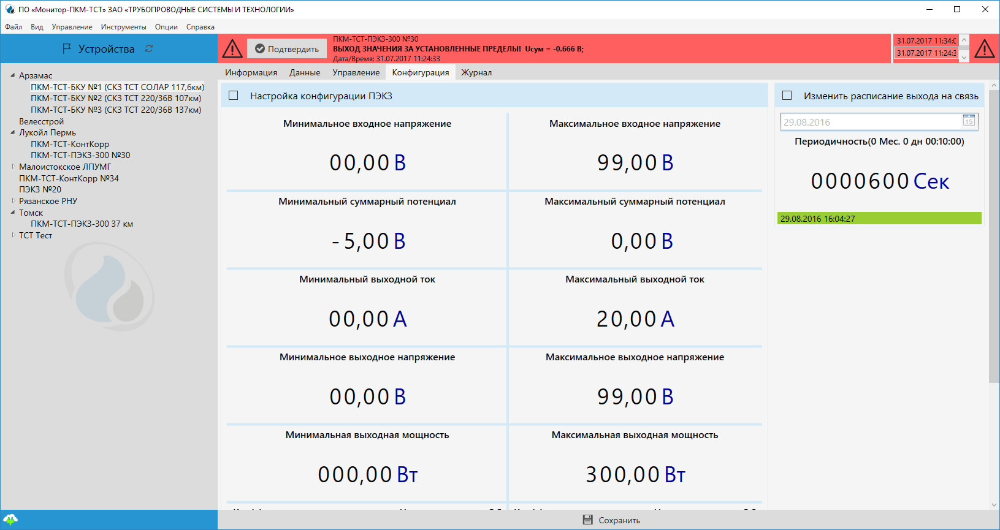 ПО «Монитор-ПКМ-ТСТ» ЗАО «ТРУБОПРОВОДНЫЕ СИСТЕМЫ И ТЕХНОЛОГИИ»
Файл Вид Управление Инструменты Опции Справка
Устройства
Подтвердить
ПКМ-ТСТ-ПЭКЗ-300 №30
ВЫХОД ЗНАЧЕНИЯ ЗА УСТАНОВЛЕННЫЕ ПРЕДЕЛЫ! Uсум = -0.666 В;
Дата/Время: 31.07.2017 11:24:33
31.07.2017 11:34:0
31.07.2017 11:24:3
Арзамас
ПКМ-ТСТ-БКУ №1 (СКЗ ТСТ СОЛАР 117,6км)
ПКМ-ТСТ-БКУ №2 (СКЗ ТСТ 220/36В 107км)
ПКМ-ТСТ-БКУ №3 (СКЗ ТСТ 220/36В 137км)
Велесстрой
Лукойл Пермь
ПКМ-ТСТ-КонтКорр
ПКМ-ТСТ-ПЭКЗ-300 №30
Малоистокское ЛПУМГ
ПКМ-ТСТ-КонтКорр №34
ПЭКЗ №20
Рязанское РНУ
Томск
ПКМ-ТСТ-ПЭКЗ-300 37 км
ТСТ Тест
Информация Данные Управление Конфигурация Журнал
Настройка конфигурации ПЭКЗ
Минимальное входное напряжение
00,00 В
Максимальное входное напряжение
99,00 В
Минимальный суммарный потенциал
-5,00 В
Максимальный суммарный потенциал
0,00 В
Минимальный выходной ток
00,00 А
Максимальный выходной ток
20,00 А
Минимальное выходное напряжение
00,00 В
Максимальное выходное напряжение
99,00 В
Минимальная выходная мощность
000,00 Вт
Максимальная выходная мощность
300,00 Вт
Изменить расписание выхода на связь
29.08.2016
15
Периодичность(0 Мес. 0 дн 00:10:00)
0000600 Сек
29.08.2016 16:04:27
Сохранить